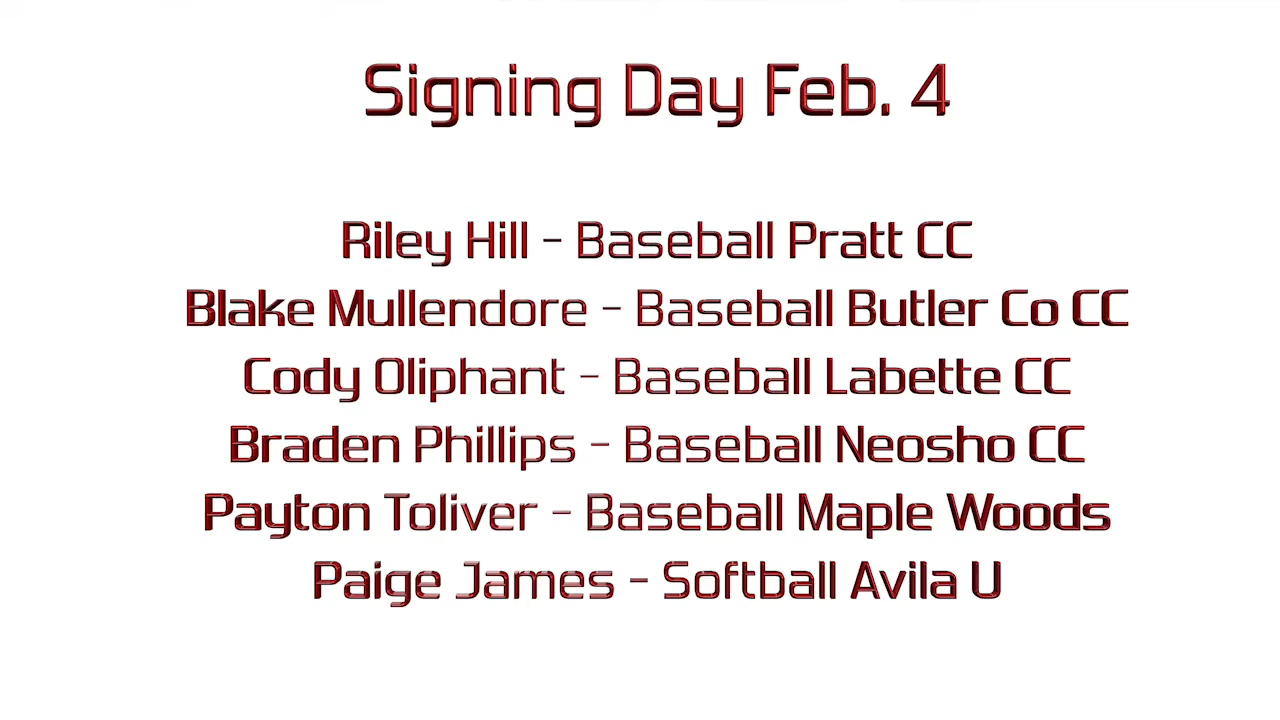 Signing Day Feb. 4
Riley Hill - Baseball Pratt CC
Blake Mullendore - Baseball Butler Co CC
Cody Oliphant - Baseball Labette CC
Braden Phillips - Baseball Neosho CC
Payton Toliver - Baseball Maple Woods
Paige James - Softball Avila U